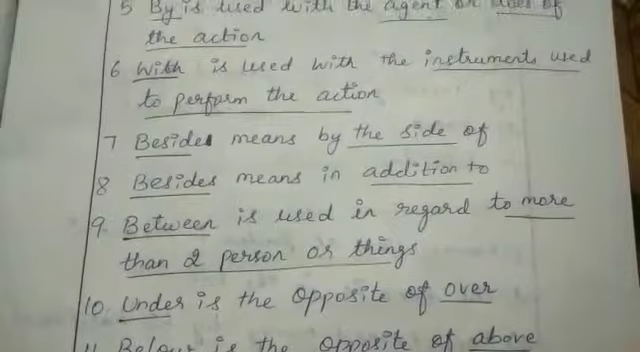 5 By is used with the agent or doer of
the action
6 With is used with the instruments used
to perform the action
7 Beside means by the side of
8 Besides means in addition to
9. Between is used in regard to more
than 2 person or things
10. Under is the opposite of over
11. Below is the opposite of above